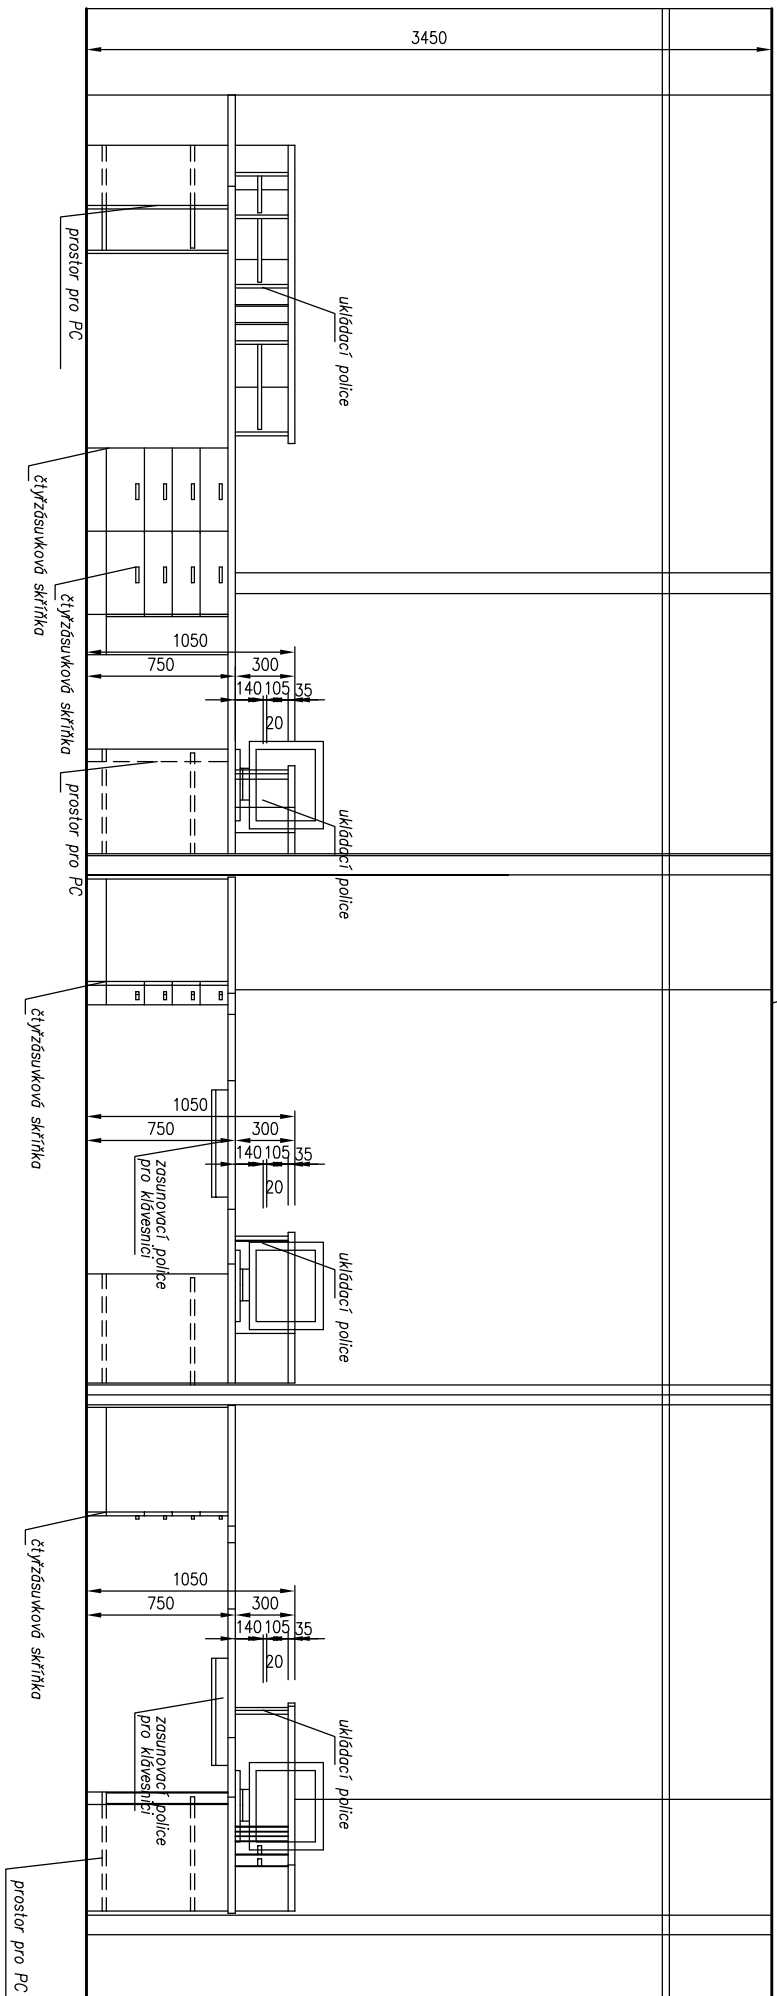 3450
prostor pro PC
ukládací police
čtyřzásuvková skříňka
čtyřzásuvková skříňka
1050
750
300
140
105
35
20
prostor pro PC
ukládací police
čtyřzásuvková skříňka
1050
750
300
140
105
35
20
zasunovací police
pro klávesnici
ukládací police
čtyřzásuvková skříňka
1050
750
300
140
105
35
20
zasunovací police
pro klávesnici
ukládací police
prostor pro PC